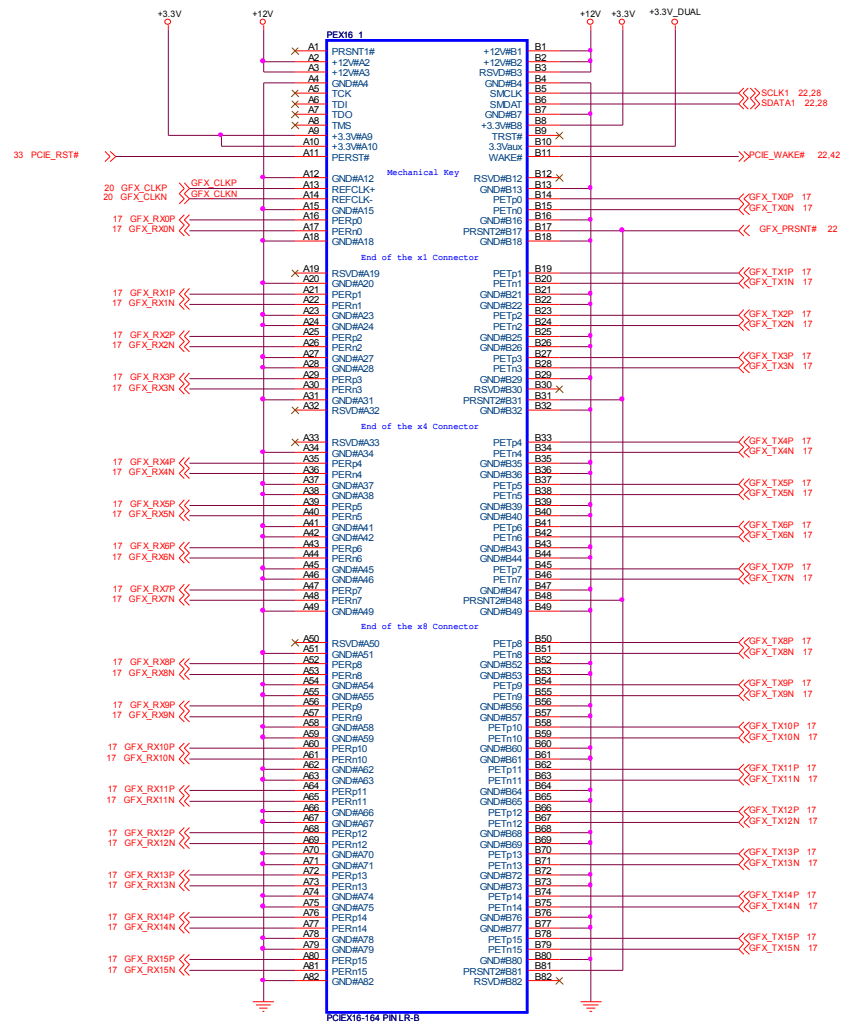 +3.3V +12V +12V +3.3V +3.3V_DUAL
PEX16_1
A1 PRSNT1# +12V#B1 B1
A2 +12V#A2 +12V#B2 B2
A3 +12V#A3 RSVD#B3 B3
A4 GND#A4 GND#B4 B4
A5 TCK SMCLK B5 SCLK1 22,28
A6 TDI SMDAT B6 SDATA1 22,28
A7 TDO GND#B7 B7
A8 TMS +3.3V#B8 B8
A9 +3.3V#A9 TRST# B9
A10 +3.3V#A10 3.3Vaux B10
33 PCIE_RST# A11 PERST# WAKE# B11 PCIE_WAKE# 22,42
Mechanical Key
A12 GND#A12 RSVD#B12 B12
20 GFX_CLKP GFX_CLKP A13 REFCLK+ GND#B13 B13
20 GFX_CLKN GFX_CLKN A14 REFCLK- PETp0 B14 GFX_TX0P 17
A15 GND#A15 PETn0 B15 GFX_TX0N 17
17 GFX_RX0P A16 PERp0 GND#B16 B16
17 GFX_RX0N A17 PERn0 PRSNT2#B17 B17 GFX_PRSNT# 22
A18 GND#A18 GND#B18 B18
End of the x1 Connector
A19 RSVD#A19 PETp1 B19 GFX_TX1P 17
A20 GND#A20 PETn1 B20 GFX_TX1N 17
17 GFX_RX1P A21 PERp1 GND#B21 B21
17 GFX_RX1N A22 PERn1 GND#B22 B22
A23 GND#A23 PETp2 B23 GFX_TX2P 17
A24 GND#A24 PETn2 B24 GFX_TX2N 17
17 GFX_RX2P A25 PERp2 GND#B25 B25
17 GFX_RX2N A26 PERn2 GND#B26 B26
A27 GND#A27 PETp3 B27 GFX_TX3P 17
A28 GND#A28 PETn3 B28 GFX_TX3N 17
17 GFX_RX3P A29 PERp3 GND#B29 B29
17 GFX_RX3N A30 PERn3 RSVD#B30 B30
A31 GND#A31 PRSNT2#B31 B31
A32 RSVD#A32 GND#B32 B32
End of the x4 Connector
A33 RSVD#A33 PETp4 B33 GFX_TX4P 17
A34 GND#A34 PETn4 B34 GFX_TX4N 17
17 GFX_RX4P A35 PERp4 GND#B35 B35
17 GFX_RX4N A36 PERn4 GND#B36 B36
A37 GND#A37 PETp5 B37 GFX_TX5P 17
A38 GND#A38 PETn5 B38 GFX_TX5N 17
17 GFX_RX5P A39 PERp5 GND#B39 B39
17 GFX_RX5N A40 PERn5 GND#B40 B40
A41 GND#A41 PETp6 B41 GFX_TX6P 17
A42 GND#A42 PETn6 B42 GFX_TX6N 17
17 GFX_RX6P A43 PERp6 GND#B43 B43
17 GFX_RX6N A44 PERn6 GND#B44 B44
A45 GND#A45 PETp7 B45 GFX_TX7P 17
A46 GND#A46 PETn7 B46 GFX_TX7N 17
17 GFX_RX7P A47 PERp7 GND#B47 B47
17 GFX_RX7N A48 PERn7 PRSNT2#B48 B48
A49 GND#A49 GND#B49 B49
End of the x8 Connector
A50 RSVD#A50 PETp8 B50 GFX_TX8P 17
A51 GND#A51 PETn8 B51 GFX_TX8N 17
17 GFX_RX8P A52 PERp8 GND#B52 B52
17 GFX_RX8N A53 PERn8 GND#B53 B53
A54 GND#A54 PETp9 B54 GFX_TX9P 17
A55 GND#A55 PETn9 B55 GFX_TX9N 17
17 GFX_RX9P A56 PERp9 GND#B56 B56
17 GFX_RX9N A57 PERn9 GND#B57 B57
A58 GND#A58 PETp10 B58 GFX_TX10P 17
A59 GND#A59 PETn10 B59 GFX_TX10N 17
17 GFX_RX10P A60 PERp10 GND#B60 B60
17 GFX_RX10N A61 PERn10 GND#B61 B61
A62 GND#A62 PETp11 B62 GFX_TX11P 17
A63 GND#A63 PETn11 B63 GFX_TX11N 17
17 GFX_RX11P A64 PERp11 GND#B64 B64
17 GFX_RX11N A65 PERn11 GND#B65 B65
A66 GND#A66 PETp12 B66 GFX_TX12P 17
A67 GND#A67 PETn12 B67 GFX_TX12N 17
17 GFX_RX12P A68 PERp12 GND#B68 B68
17 GFX_RX12N A69 PERn12 GND#B69 B69
A70 GND#A70 PETp13 B70 GFX_TX13P 17
A71 GND#A71 PETn13 B71 GFX_TX13N 17
17 GFX_RX13P A72 PERp13 GND#B72 B72
17 GFX_RX13N A73 PERn13 GND#B73 B73
A74 GND#A74 PETp14 B74 GFX_TX14P 17
A75 GND#A75 PETn14 B75 GFX_TX14N 17
17 GFX_RX14P A76 PERp14 GND#B76 B76
17 GFX_RX14N A77 PERn14 GND#B77 B77
A78 GND#A78 PETp15 B78 GFX_TX15P 17
A79 GND#A79 PETn15 B79 GFX_TX15N 17
17 GFX_RX15P A80 PERp15 GND#B80 B80
17 GFX_RX15N A81 PERn15 PRSNT2#B81 B81
A82 GND#A82 RSVD#B82 B82
PCIEX16-164 PIN LR-B